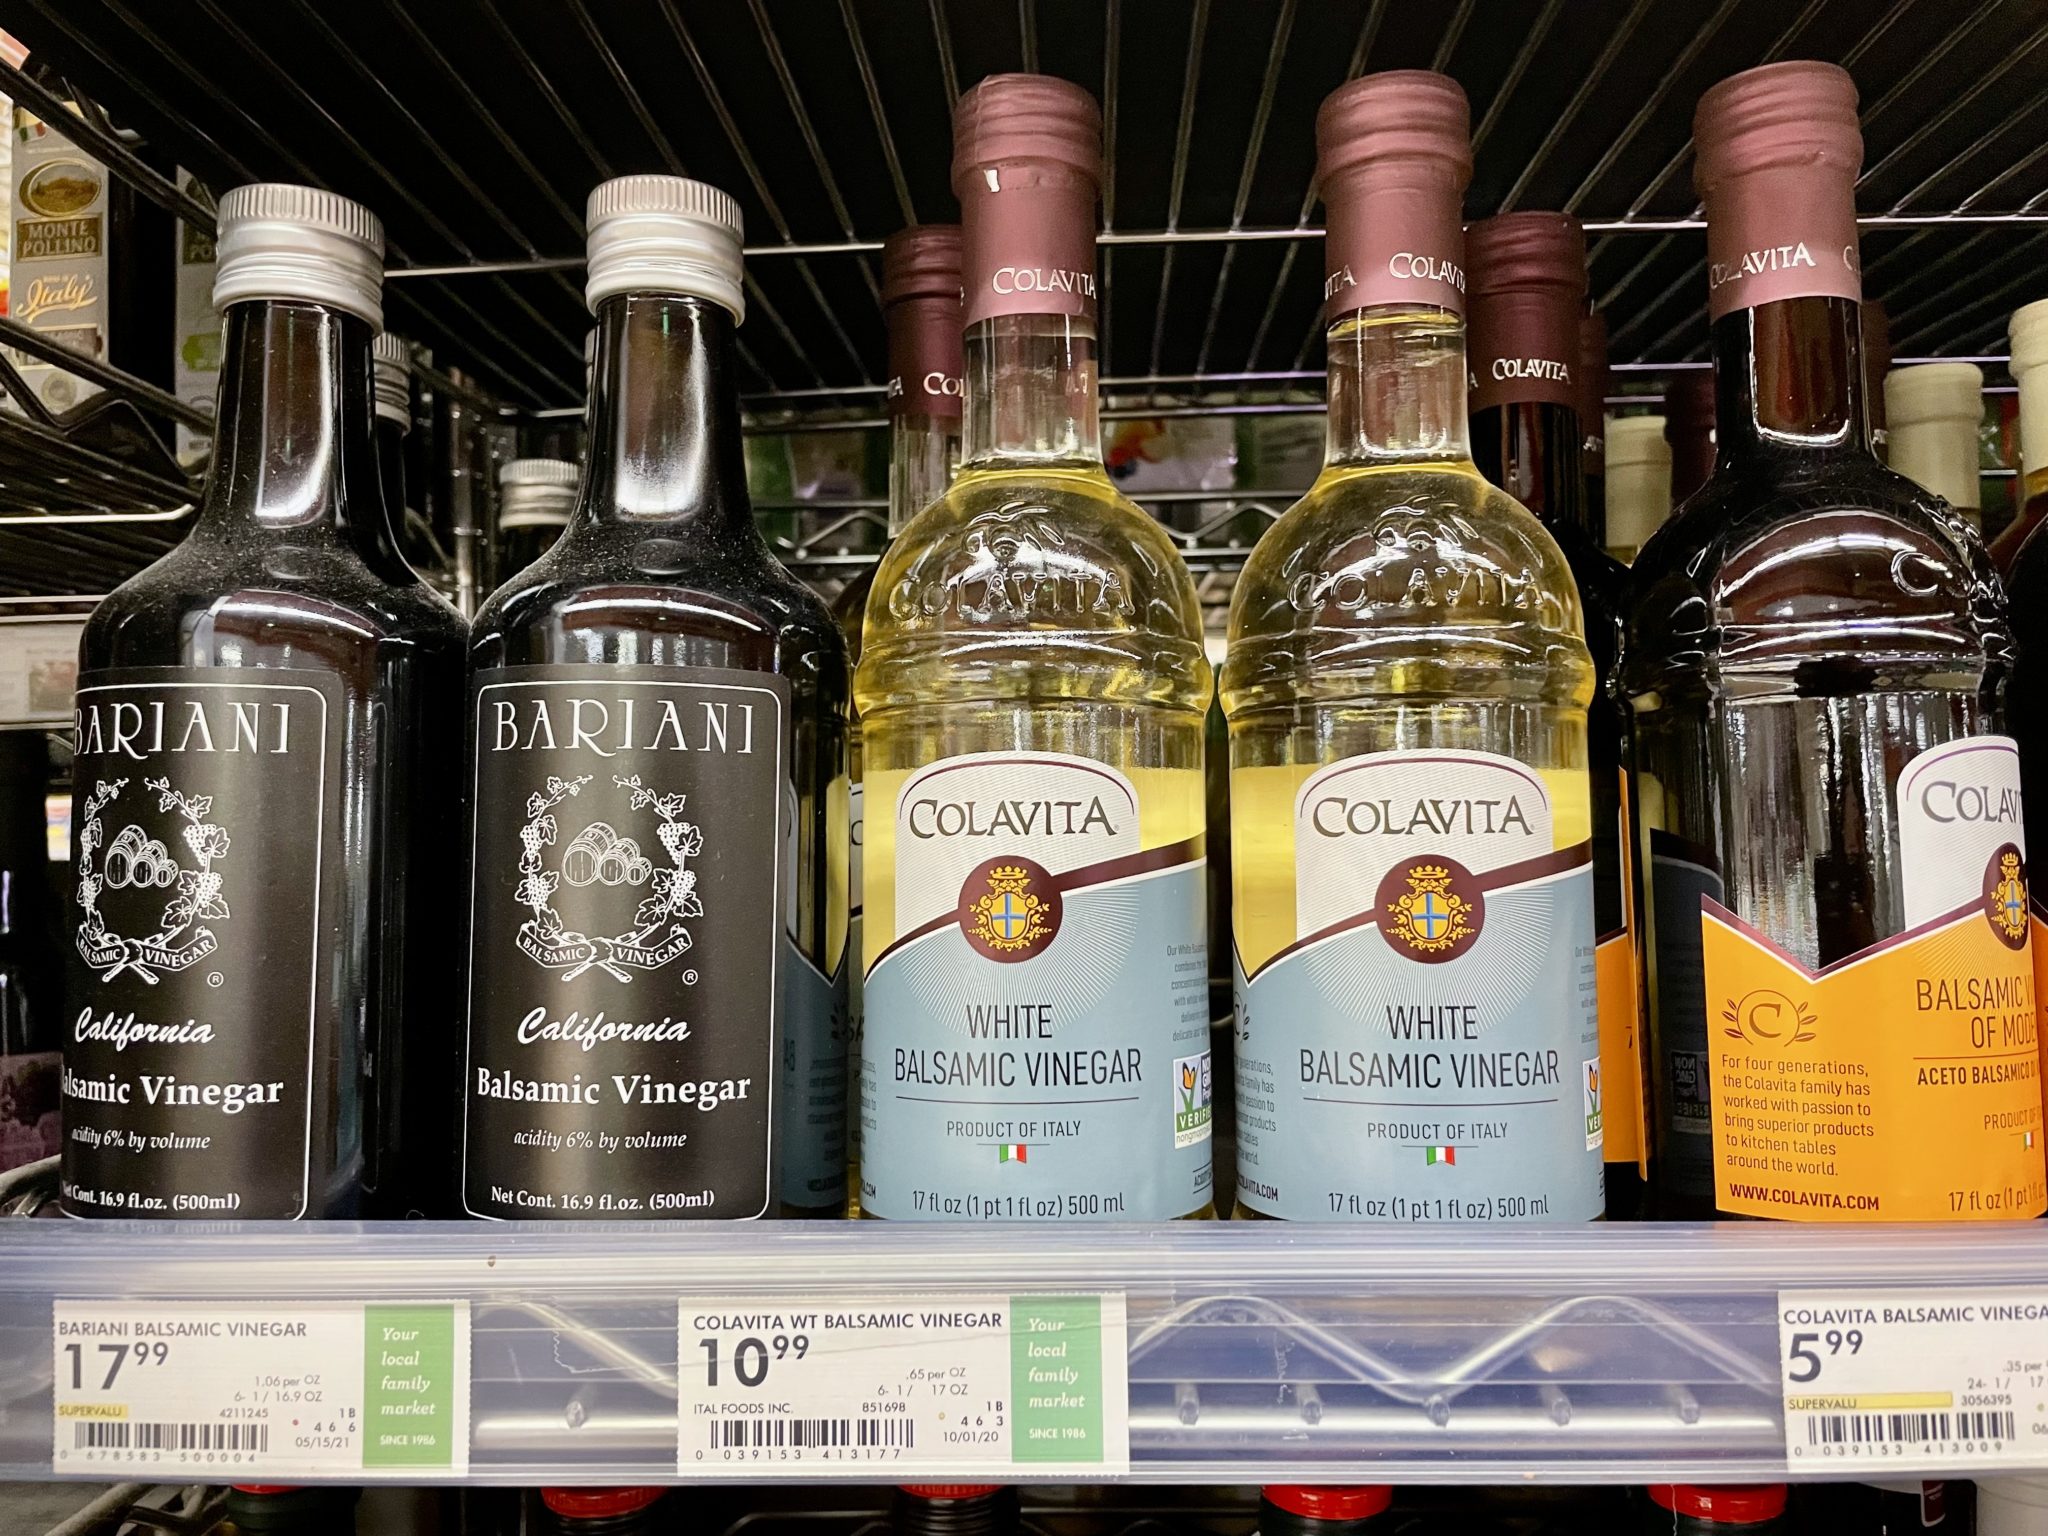 MONTE
POLLINO
Italy
COLAVITA
COLAVITA
COLAVITA
COLAVITA
COLAVITA
COLAVITA
BARIANI
BALSAMIC VINEGAR
®
California
Balsamic Vinegar
acidity 6% by volume
Net Cont. 16.9 fl.oz. (500ml)
BARIANI
BALSAMIC VINEGAR
®
California
Balsamic Vinegar
acidity 6% by volume
Net Cont. 16.9 fl.oz. (500ml)
COLAVITA
WHITE
BALSAMIC VINEGAR
PRODUCT OF ITALY
17 fl oz (1 pt 1 fl oz) 500 ml
COLAVITA
WHITE
BALSAMIC VINEGAR
PRODUCT OF ITALY
17 fl oz (1 pt 1 fl oz) 500 ml
COLAV
C
For four generations,
the Colavita family has
worked with passion to
bring superior products
to kitchen tables
around the world.
WWW.COLAVITA.COM
BALSAMIC VI
OF MODE
ACETO BALSAMICO
PRODUCT OF
17 fl oz (1 pt 1
BARIANI BALSAMIC VINEGAR
17 99
1.06 per OZ
6- 1 / 16.9 OZ
SUPERVALU
4211245
1B
4 6 6
05/15/21
0 678583 500004
Your
local
family
market
SINCE 1986
COLAVITA WT BALSAMIC VINEGAR
10 99
.65 per OZ
6- 1 / 17 OZ
ITAL FOODS INC.
851698
1B
4 6 3
10/01/20
0 039153 413177
Your
local
family
market
SINCE 1986
COLAVITA BALSAMIC VINEGA
5 99
.35 per
24- 1 / 17
SUPERVALU
3056395
06
0 039153 413009